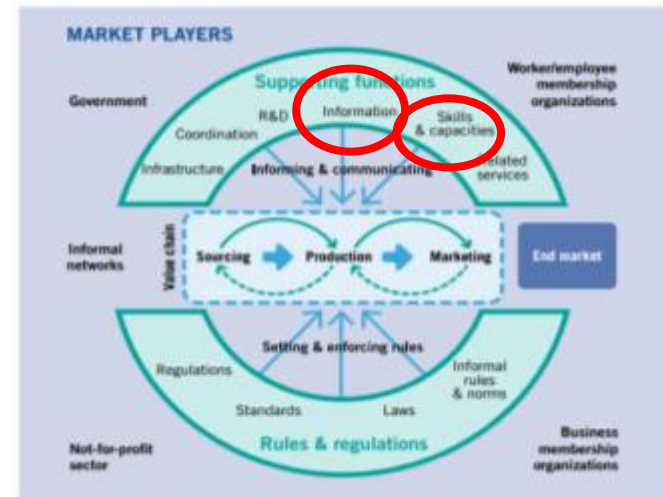 MARKET PLAYERS
Supporting functions
Worker/employee
membership
organizations
Government
R&D
Information
Skills
& capacities
Coordination
Infrastructure
Informing & communicating
Related
services
Informal
networks
Value chain
Sourcing
Production
Marketing
End market
Setting & enforcing rules
Regulations
Informal
rules
& norms
Standards
Laws
Rules & regulations
Not-for-profit
sector
Business
membership
organizations